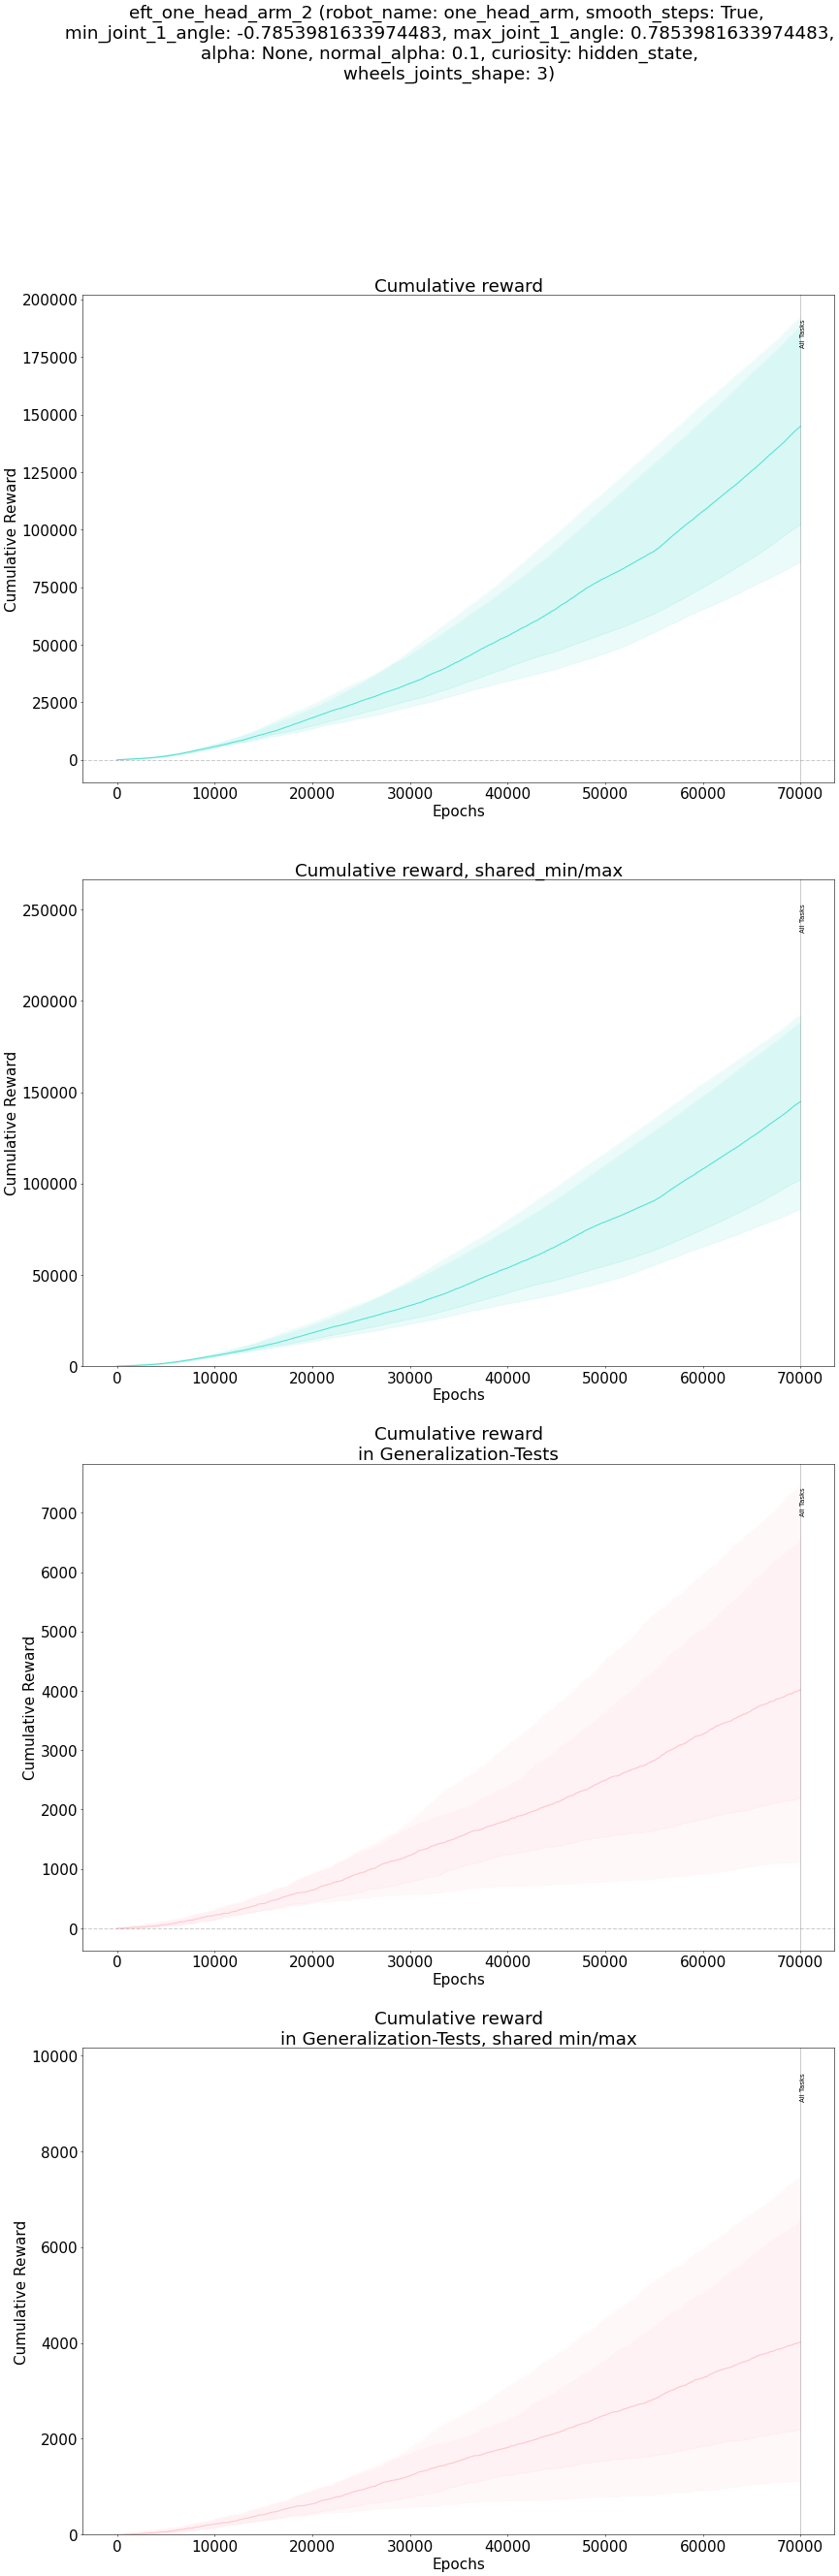 eft_one_head_arm_2 (robot_name: one_head_arm, smooth_steps: True,
min_joint_1_angle: -0.7853981633974483, max_joint_1_angle: 0.7853981633974483,
alpha: None, normal_alpha: 0.1, curiosity: hidden_state,
wheels_joints_shape: 3)
Cumulative reward
200000
175000
150000
125000
100000
75000
50000
25000
0
Cumulative Reward
All Tasks
0 10000 20000 30000 40000 50000 60000 70000
Epochs
Cumulative reward, shared_min/max
250000
200000
150000
100000
50000
0
Cumulative Reward
All Tasks
0 10000 20000 30000 40000 50000 60000 70000
Epochs
Cumulative reward
in Generalization-Tests
7000
6000
5000
4000
3000
2000
1000
0
Cumulative Reward
All Tasks
0 10000 20000 30000 40000 50000 60000 70000
Epochs
Cumulative reward
in Generalization-Tests, shared min/max
10000
8000
6000
4000
2000
0
Cumulative Reward
All Tasks
0 10000 20000 30000 40000 50000 60000 70000
Epochs